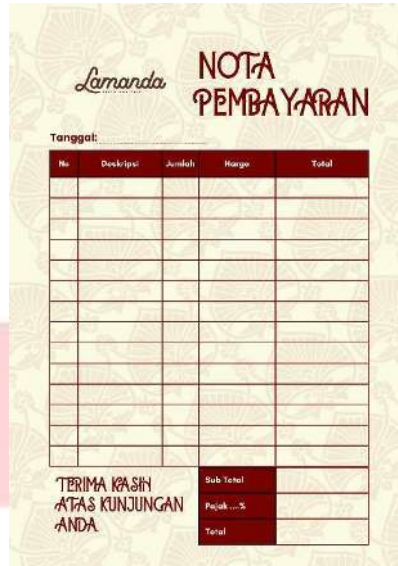 Lamanda
NOTA
PEMBAYARAN
Tanggal:
No Deskripsi Jumlah Harga Total
TERIMA KASIH
ATAS KUNJUNGAN
ANDA
Sub Total
Pajak ....%
Total